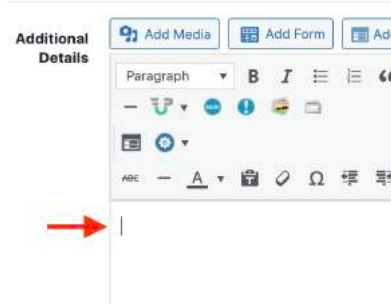 Additional Details
Add Media
Add Form
Ad
Paragraph
B I
ABC
A
Ω